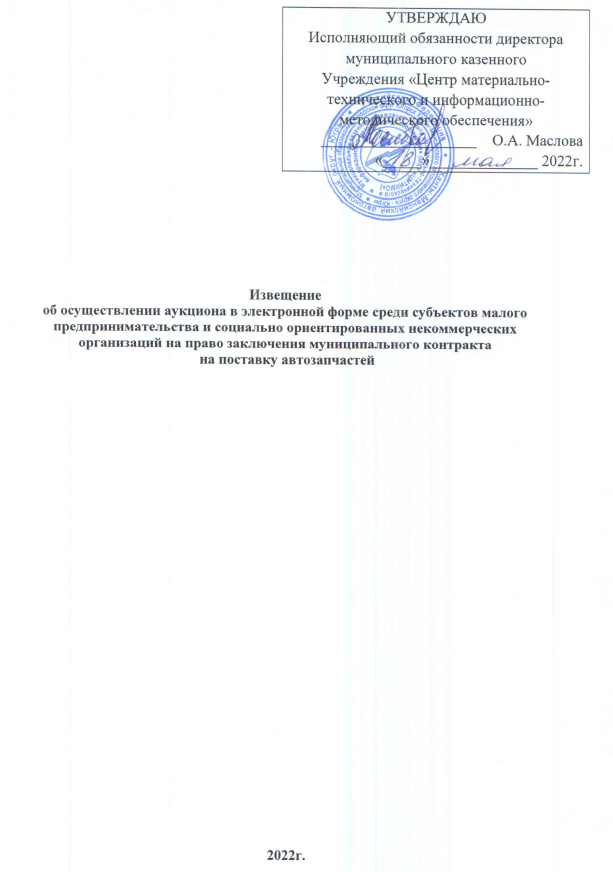 УТВЕРЖДАЮ
Исполняющий обязанности директора
муниципального казенного
Учреждения «Центр материально-
технического и информационно-
методического обеспечения»
О.А. Маслова
«18» мая 2022г.
Извещение
об осуществлении аукциона в электронной форме среди субъектов малого
предпринимательства и социально ориентированных некоммерческих
организаций на право заключения муниципального контракта
на поставку автозапчастей
2022г.